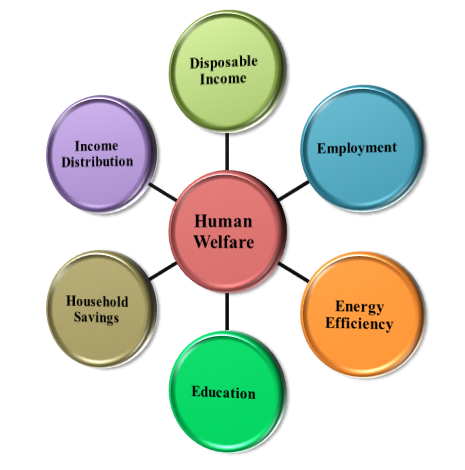 Disposable
Income
Employment
Income
Distribution
Human
Welfare
Household
Savings
Energy
Efficiency
Education